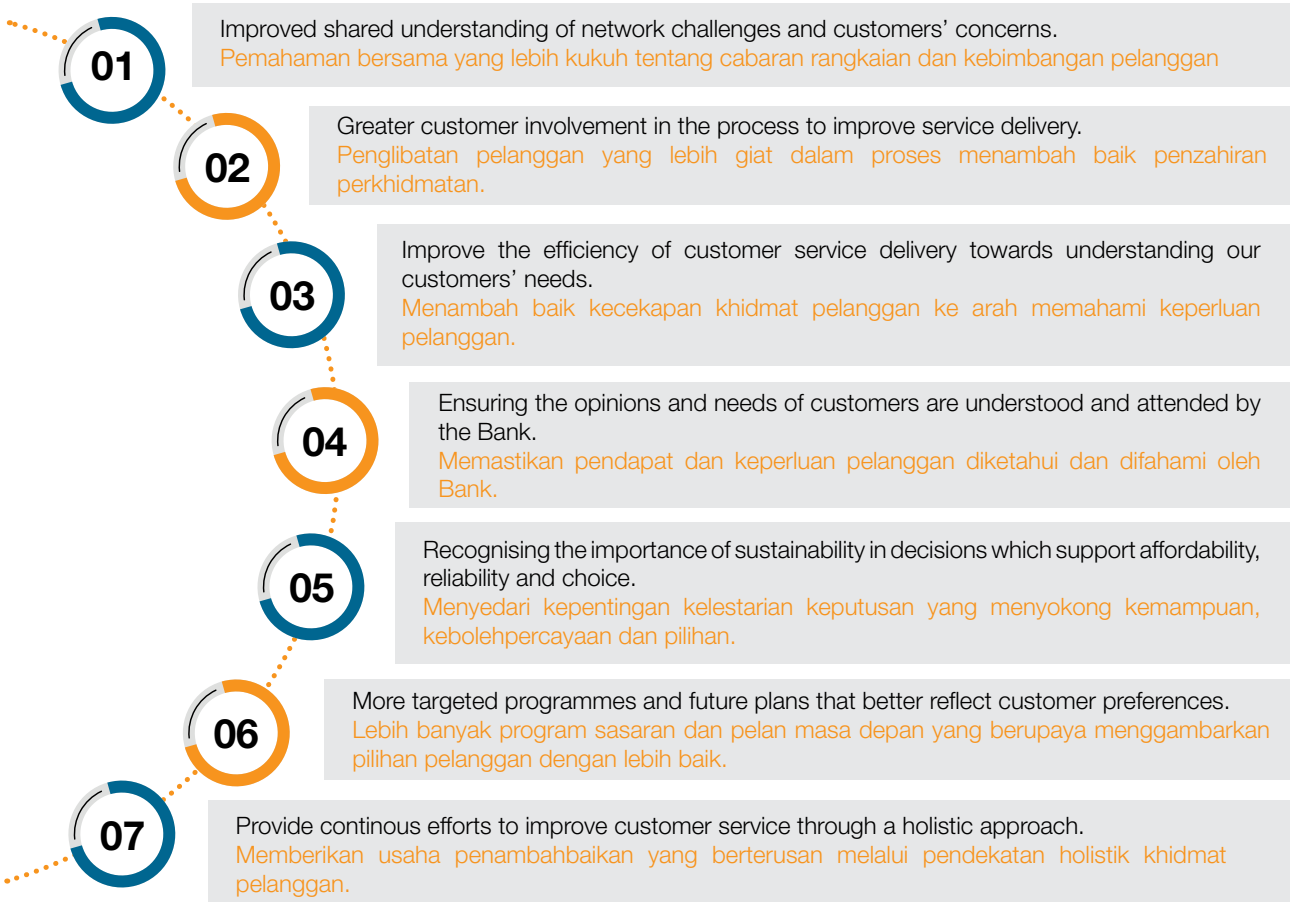 01
Improved shared understanding of network challenges and customers’ concerns.
Pemahaman bersama yang lebih kukuh tentang cabaran rangkaian dan kebimbangan pelanggan
02
Greater customer involvement in the process to improve service delivery.
Penglibatan pelanggan yang lebih giat dalam proses menambah baik penzahiran
perkhidmatan.
03
Improve the efficiency of customer service delivery towards understanding our
customers’ needs.
Menambah baik kecekapan khidmat pelanggan ke arah memahami keperluan
pelanggan.
04
Ensuring the opinions and needs of customers are understood and attended by
the Bank.
Memastikan pendapat dan keperluan pelanggan diketahui dan difahami oleh
Bank.
05
Recognising the importance of sustainability in decisions which support affordability,
reliability and choice.
Menyedari kepentingan kelestarian keputusan yang menyokong kemampuan,
kebolehpercayaan dan pilihan.
06
More targeted programmes and future plans that better reflect customer preferences.
Lebih banyak program sasaran dan pelan masa depan yang berupaya menggambarkan
pilihan pelanggan dengan lebih baik.
07
Provide continous efforts to improve customer service through a holistic approach.
Memberikan usaha penambahbaikan yang berterusan melalui pendekatan holistik khidmat
pelanggan.